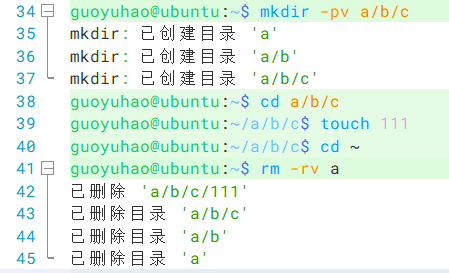 34 guoyuhao@ubuntu:~$ mkdir -pv a/b/c
35 mkdir: 已创建目录 'a'
36 mkdir: 已创建目录 'a/b'
37 mkdir: 已创建目录 'a/b/c'
38 guoyuhao@ubuntu:~$ cd a/b/c
39 guoyuhao@ubuntu:~/a/b/c$ touch 111
40 guoyuhao@ubuntu:~/a/b/c$ cd ~
41 guoyuhao@ubuntu:~$ rm -rv a
42 已删除 'a/b/c/111'
43 已删除目录 'a/b/c'
44 已删除目录 'a/b'
45 已删除目录 'a'